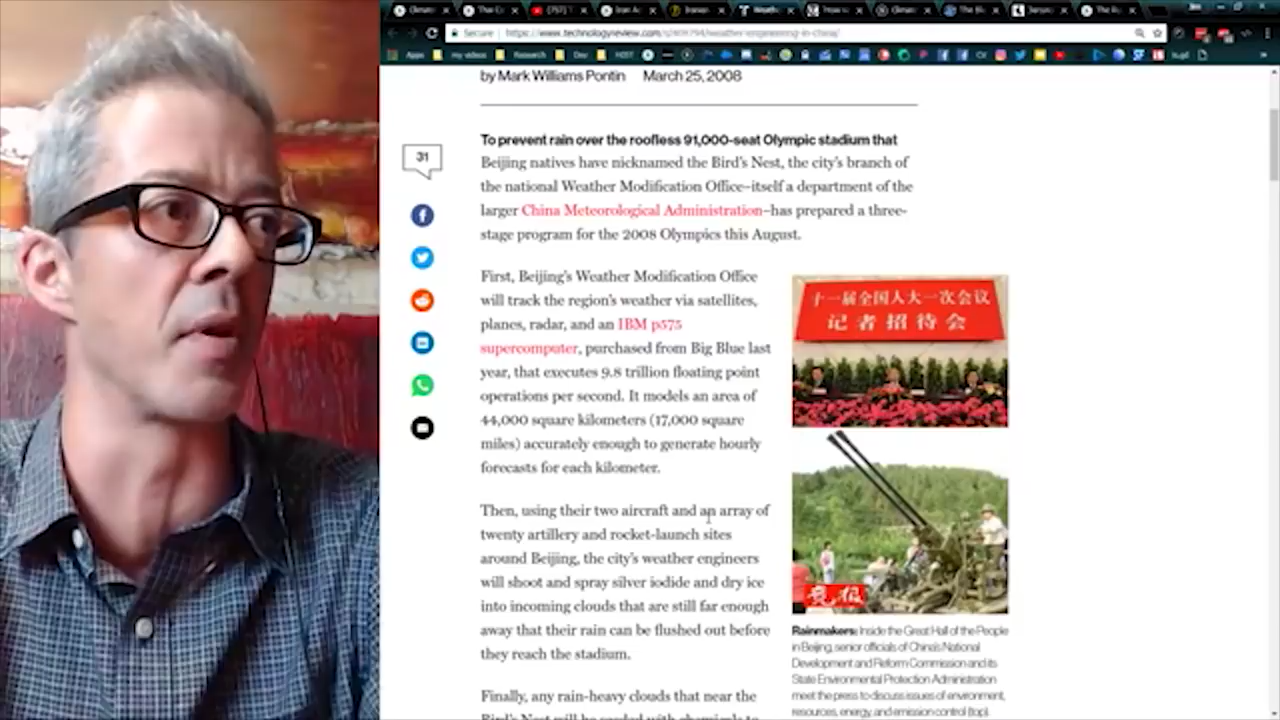 Secure
https://www.technologyreview.com
Apps
my videos
Research
Dev
HOST
by Mark Williams Pontin March 25, 2008
31
To prevent rain over the roofless 91,000-seat Olympic stadium that
Beijing natives have nicknamed the Bird's Nest, the city's branch of
the national Weather Modification Office–itself a department of the
larger China Meteorological Administration–has prepared a three-
stage program for the 2008 Olympics this August.
First, Beijing's Weather Modification Office
will track the region's weather via satellites,
planes, radar, and an IBM p575
supercomputer, purchased from Big Blue last
year, that executes 9.8 trillion floating point
operations per second. It models an area of
44,000 square kilometers (17,000 square
miles) accurately enough to generate hourly
forecasts for each kilometer.
十一届全国人大一次会议
记者招待会
Then, using their two aircraft and an array of
twenty artillery and rocket-launch sites
around Beijing, the city's weather engineers
will shoot and spray silver iodide and dry ice
into incoming clouds that are still far enough
away that their rain can be flushed out before
they reach the stadium.
Finally, any rain-heavy clouds that near the
Bird's Nest will be seeded with chemicals to
Rainmakers: Inside the Great Hall of the People
in Beijing, senior officials of China's National
Development and Reform Commission and its
State Environmental Protection Administration
meet the press to discuss issues of environment,
resources, energy, and emission control (top).